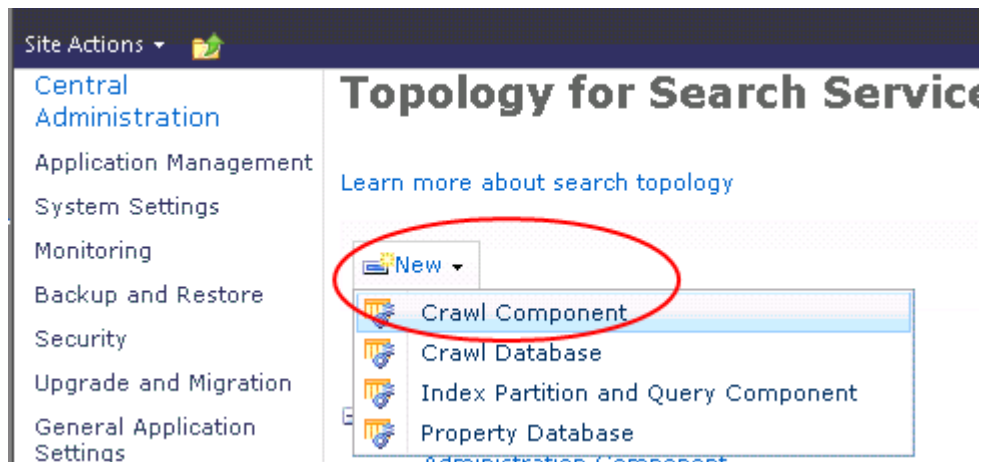 Site Actions
Central
Administration
Application Management
System Settings
Monitoring
Backup and Restore
Security
Upgrade and Migration
General Application
Settings
Topology for Search Service
Learn more about search topology
New
Crawl Component
Crawl Database
Index Partition and Query Component
Property Database
Administration Component